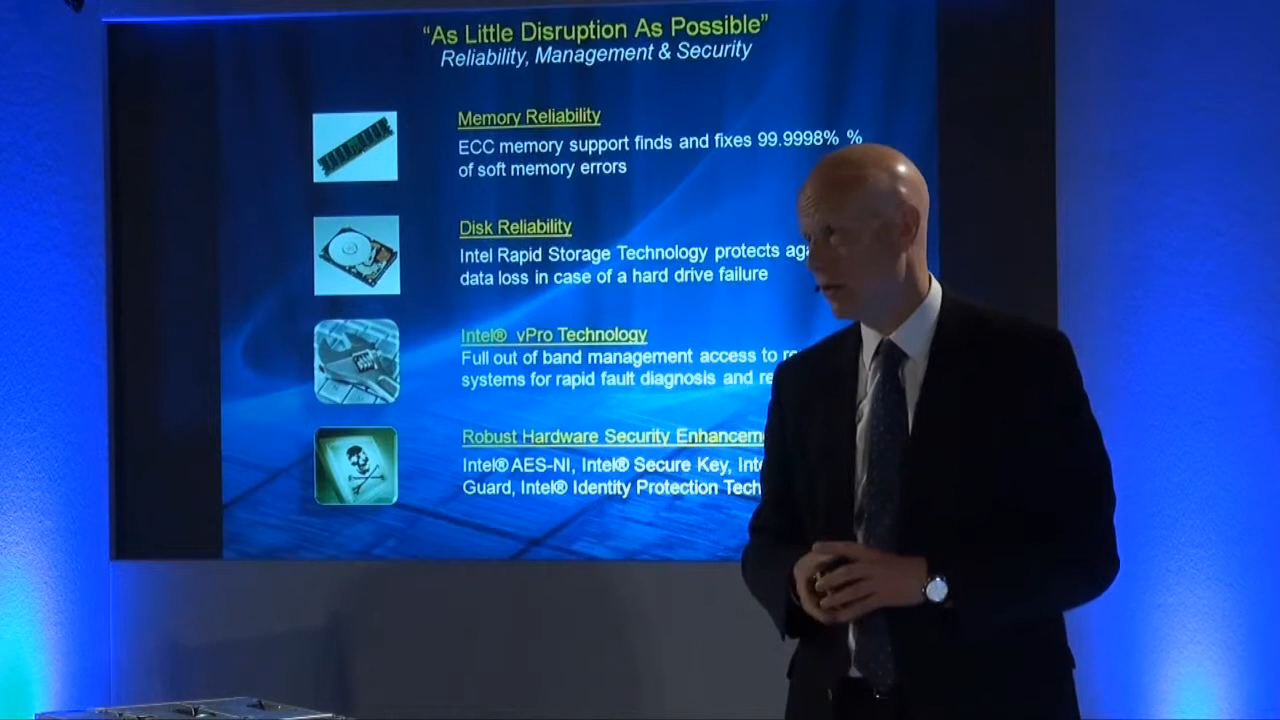 “As Little Disruption As Possible”
Reliability, Management & Security
Memory Reliability
ECC memory support finds and fixes 99.9998% %
of soft memory errors
Disk Reliability
Intel Rapid Storage Technology protects
data loss in case of a hard drive failure
Intel® vPro Technology
Full out of band management access to
systems for rapid fault diagnosis and
Robust Hardware Security
Intel® AES-NI, Intel® Secure Key,
Guard, Intel® Identity Protection